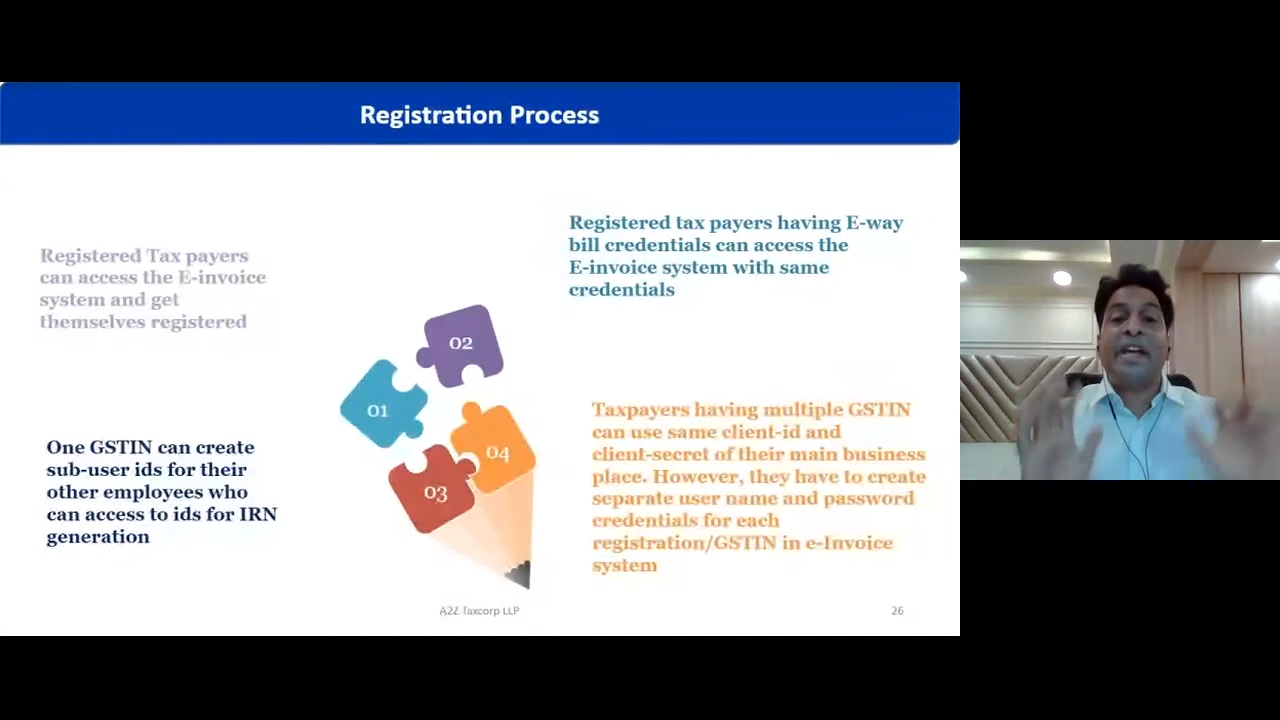 Registration Process
Registered Tax payers
can access the E-invoice
system and get
themselves registered
Registered tax payers having E-way
bill credentials can access the
E-invoice system with same
credentials
02
01
04
03
One GSTIN can create
sub-user ids for their
other employees who
can access to ids for IRN
generation
Taxpayers having multiple GSTIN
can use same client-id and
client-secret of their main business
place. However, they have to create
separate user name and password
credentials for each
registration/GSTIN in e-Invoice
system
A2Z Taxcorp LLP
26